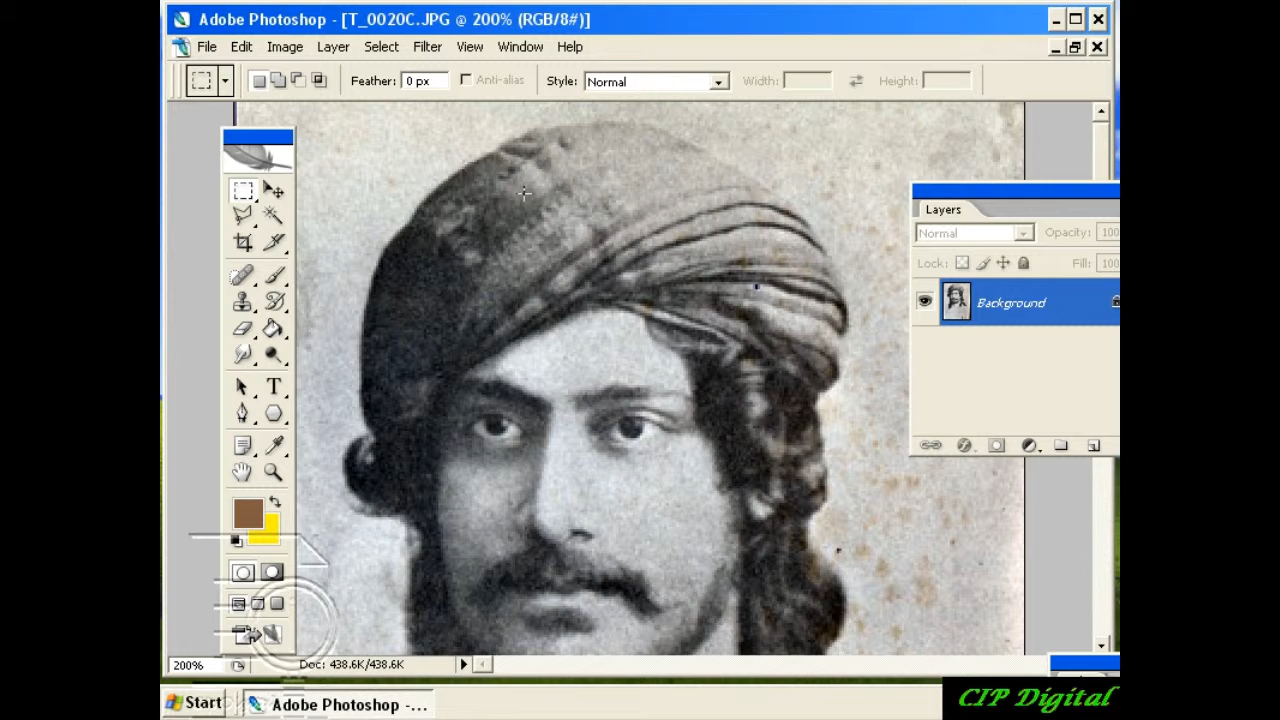 Adobe Photoshop - [T_0020C.JPG @ 200% (RGB/8#)]
File Edit Image Layer Select Filter View Window Help
Feather: 0 px Anti-alias Style: Normal Width: Height:
Layers
Normal Opacity: 100
Lock: Fill: 100
Background
T
200% Doc: 438.6K/438.6K
Start Adobe Photoshop -...
CIP Digital